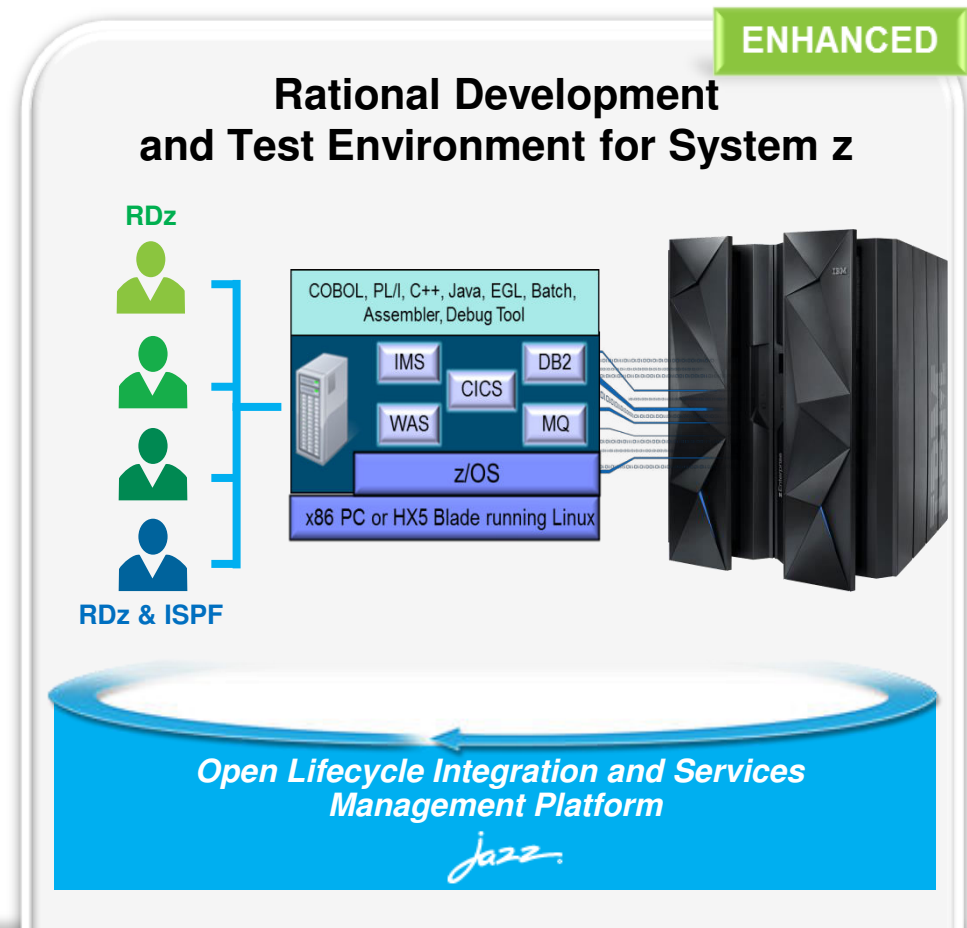 ENHANCED
Rational Development
and Test Environment for System z
RDz
COBOL, PL/I, C++, Java, EGL, Batch,
Assembler, Debug Tool
IMS
DB2
CICS
WAS
MQ
z/OS
x86 PC or HX5 Blade running Linux
IBM
zEnterprise
RDz & ISPF
Open Lifecycle Integration and Services
Management Platform
jazz